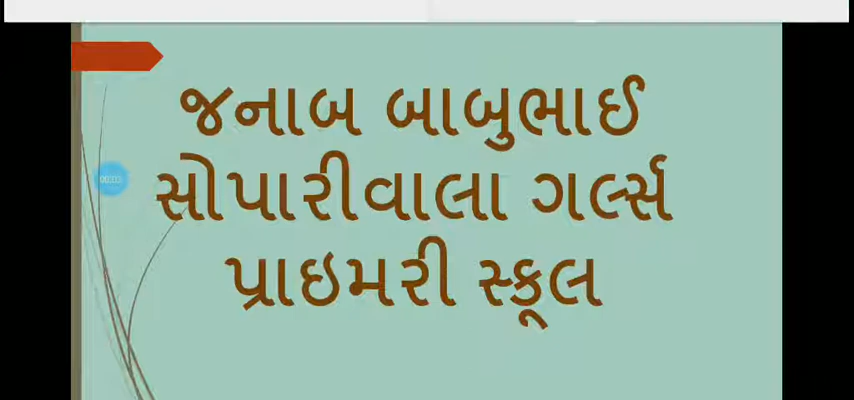 જનાબ બાબુભાઈ
સોપારીવાલા ગર્લ્સ
પ્રાઇમરી સ્કૂલ